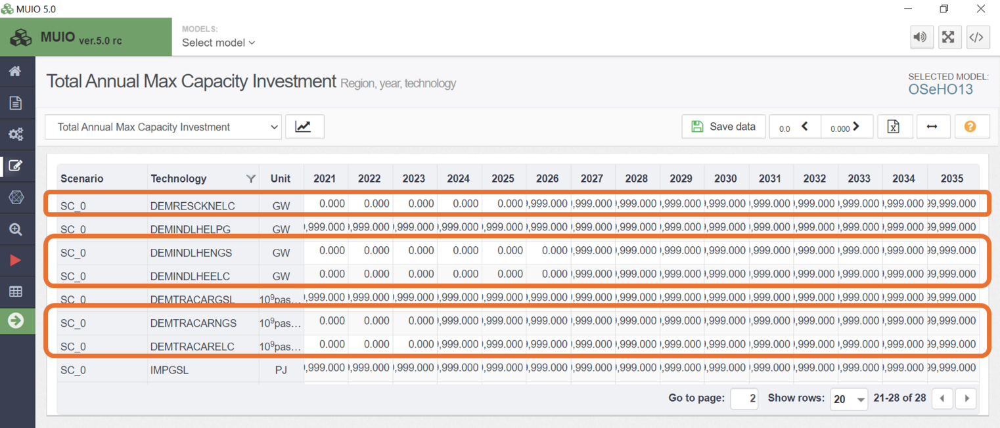 MUIO 5.0
MUIO ver.5.0 rc
MODELS:
Select model
Total Annual Max Capacity Investment Region, year, technology
SELECTED MODEL:
OSeHO13
Total Annual Max Capacity Investment
Save data
0.0
0.000
Scenario Technology Unit 2021 2022 2023 2024 2025 2026 2027 2028 2029 2030 2031 2032 2033 2034 2035
SC_0 DEMRESCKNELC GW 0.000 0.000 0.000 0.000 0.000 ,999.000 ,999.000 ,999.000 ,999.000 ,999.000 ,999.000 ,999.000 ,999.000 ,999.000 99,999.000
SC_0 DEMINDLHELPG GW ,999.000 ,999.000 ,999.000 ,999.000 ,999.000 ,999.000 ,999.000 ,999.000 ,999.000 ,999.000 ,999.000 ,999.000 ,999.000 ,999.000 99,999.000
SC_0 DEMINDLHENGS GW 0.000 0.000 0.000 0.000 0.000 0.000 ,999.000 ,999.000 ,999.000 ,999.000 ,999.000 ,999.000 ,999.000 ,999.000 99,999.000
SC_0 DEMINDLHEELC GW 0.000 0.000 0.000 0.000 0.000 0.000 ,999.000 ,999.000 ,999.000 ,999.000 ,999.000 ,999.000 ,999.000 ,999.000 99,999.000
SC_0 DEMTRACARGSL 10⁹pas... ,999.000 ,999.000 ,999.000 ,999.000 ,999.000 ,999.000 ,999.000 ,999.000 ,999.000 ,999.000 ,999.000 ,999.000 ,999.000 ,999.000 99,999.000
SC_0 DEMTRACARNGS 10⁹pas... 0.000 0.000 0.000 ,999.000 ,999.000 ,999.000 ,999.000 ,999.000 ,999.000 ,999.000 ,999.000 ,999.000 ,999.000 ,999.000 99,999.000
SC_0 DEMTRACARELC 10⁹pas... 0.000 0.000 0.000 ,999.000 ,999.000 ,999.000 ,999.000 ,999.000 ,999.000 ,999.000 ,999.000 ,999.000 ,999.000 ,999.000 99,999.000
SC_0 IMPGSL PJ ,999.000 ,999.000 ,999.000 ,999.000 ,999.000 ,999.000 ,999.000 ,999.000 ,999.000 ,999.000 ,999.000 ,999.000 ,999.000 ,999.000 99,999.000
Go to page: 2 Show rows: 20 21-28 of 28